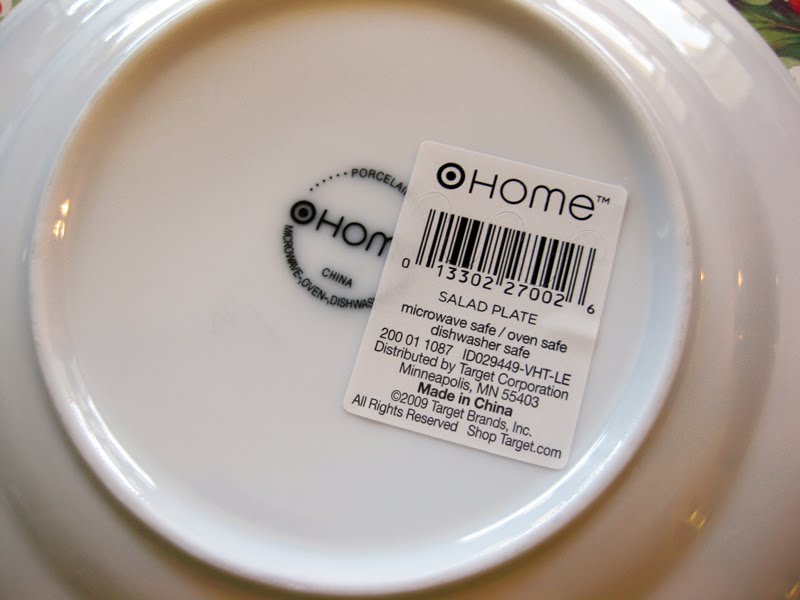 PORCELAIN
HOM
CHINA
MICROWAVE-,OVEN-,DISHWAS
HOME™
0 13302 27002 6
SALAD PLATE
microwave safe / oven safe
dishwasher safe
200 01 1087 ID029449-VHT-LE
Distributed by Target Corporation
Minneapolis, MN 55403
Made in China
©2009 Target Brands, Inc.
All Rights Reserved Shop Target.com